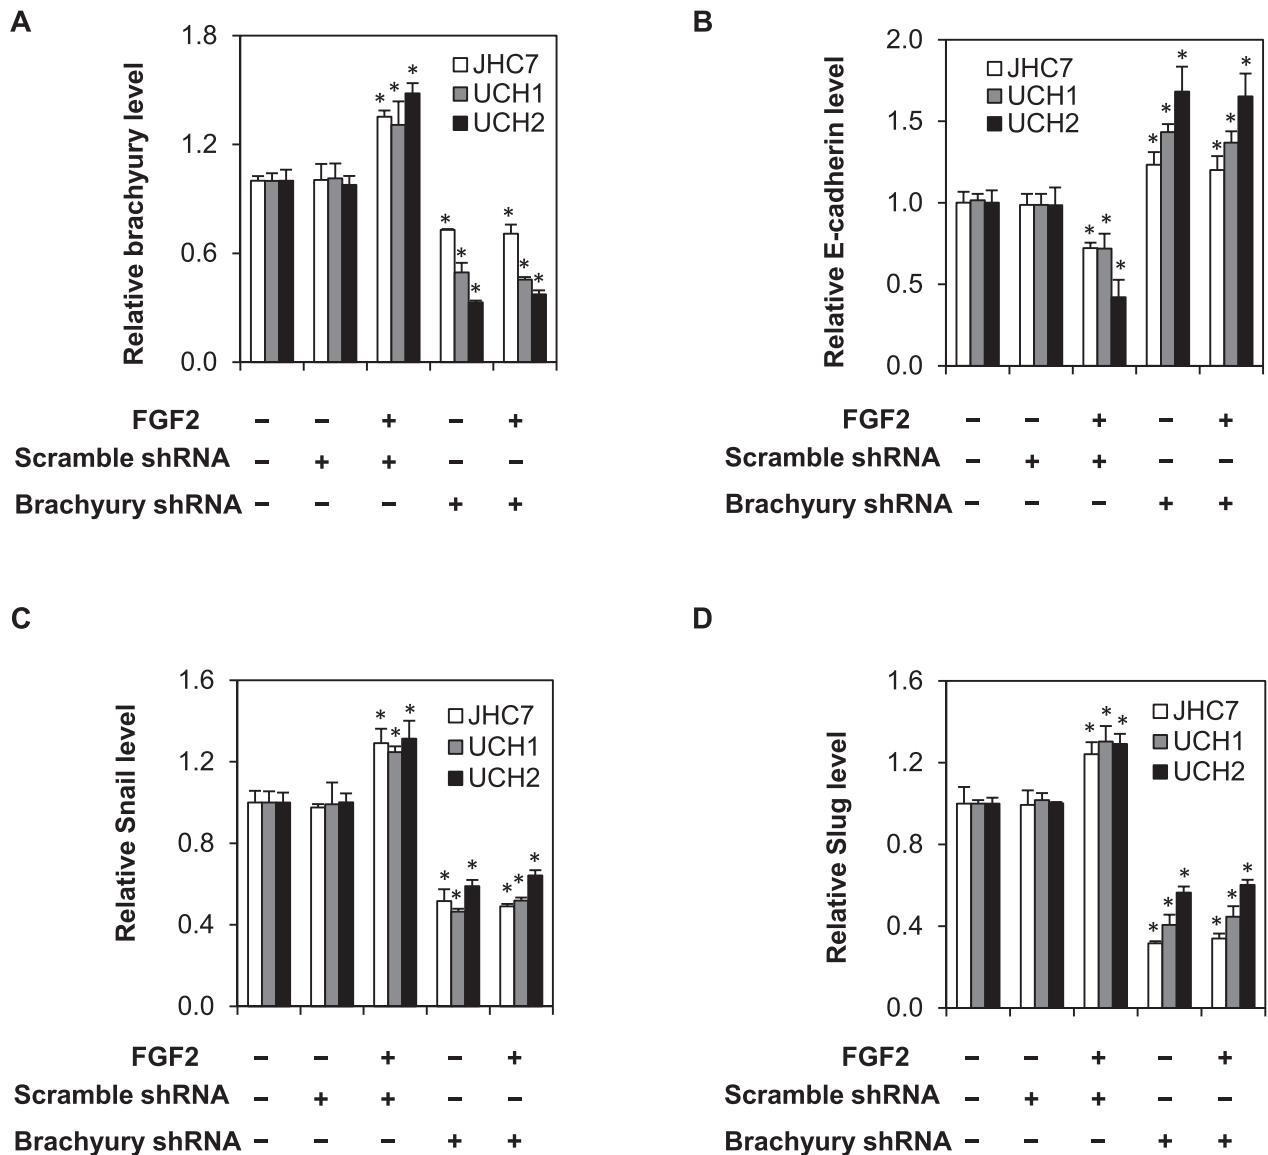 A
Relative brachyury level
1.8
1.2
0.6
0.0
JHC7
UCH1
UCH2
* * *
* * *
* * *
FGF2 – – + – +
Scramble shRNA – + + – –
Brachyury shRNA – – – + +
B
Relative E-cadherin level
2.0
1.5
1.0
0.5
0.0
JHC7
UCH1
UCH2
* * *
* * *
* * *
FGF2 – – + – +
Scramble shRNA – + + – –
Brachyury shRNA – – – + +
C
Relative Snail level
1.6
1.2
0.8
0.4
0.0
JHC7
UCH1
UCH2
* * *
* * *
* * *
FGF2 – – + – +
Scramble shRNA – + + – –
Brachyury shRNA – – – + +
D
Relative Slug level
1.6
1.2
0.8
0.4
0.0
JHC7
UCH1
UCH2
* * *
* * *
* * *
FGF2 – – + – +
Scramble shRNA – + + – –
Brachyury shRNA – – – + +